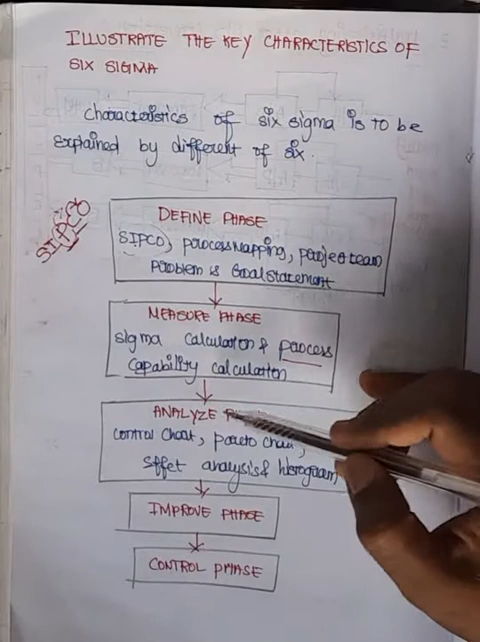 ILLUSTRATE THE KEY CHARACTERISTICS OF
SIX SIGMA
Characteristics of six sigma is to be
explained by different of six.
SIPCO
DEFINE PHASE
SIPCO, process mapping, project team
Problem is Goal statement
MEASURE PHASE
Sigma calculation & process
Capability calculation
ANALYZE
Control chart, pareto chart,
analysis & histogram
IMPROVE PHASE
CONTROL PHASE